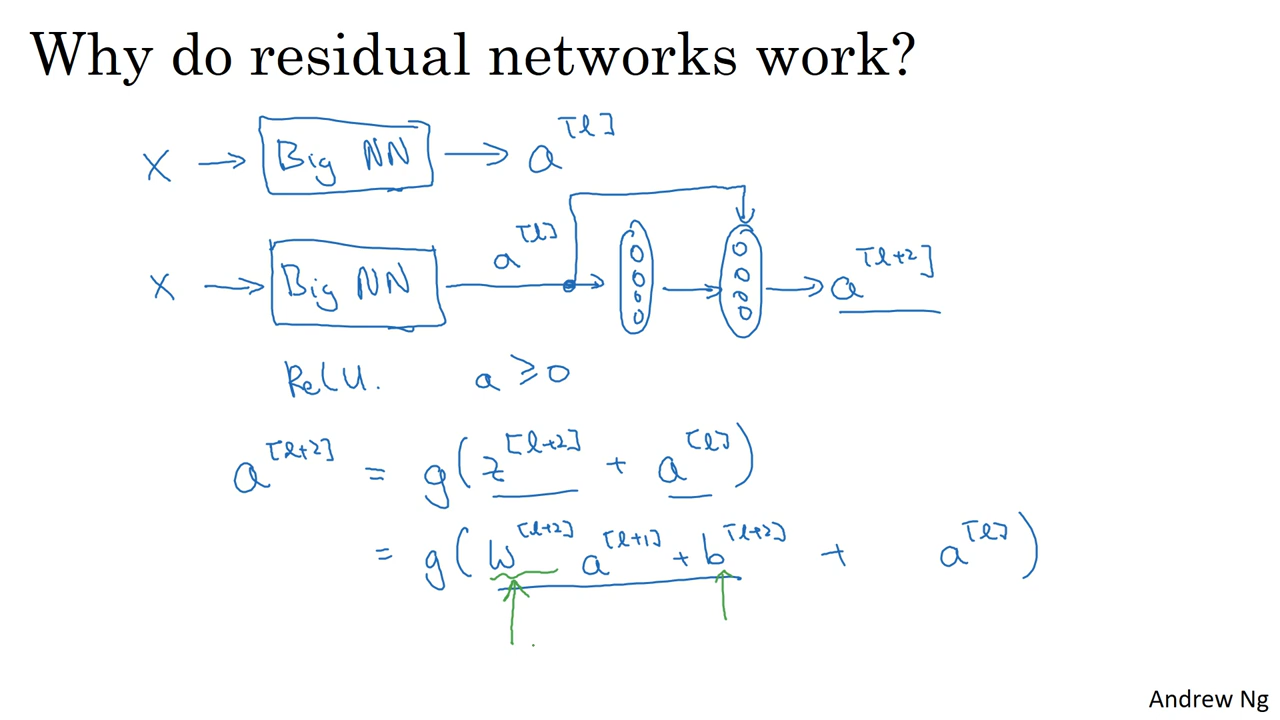 Why do residual networks work?
X → Big NN → a^[l]
X → Big NN → a^[l] → → a^[l+2]
ReLU. a ≥ 0
a^[l+2] = g(z^[l+2] + a^[l])
= g(W^[l+2] a^[l+1] + b^[l+2] + a^[l])
Andrew Ng